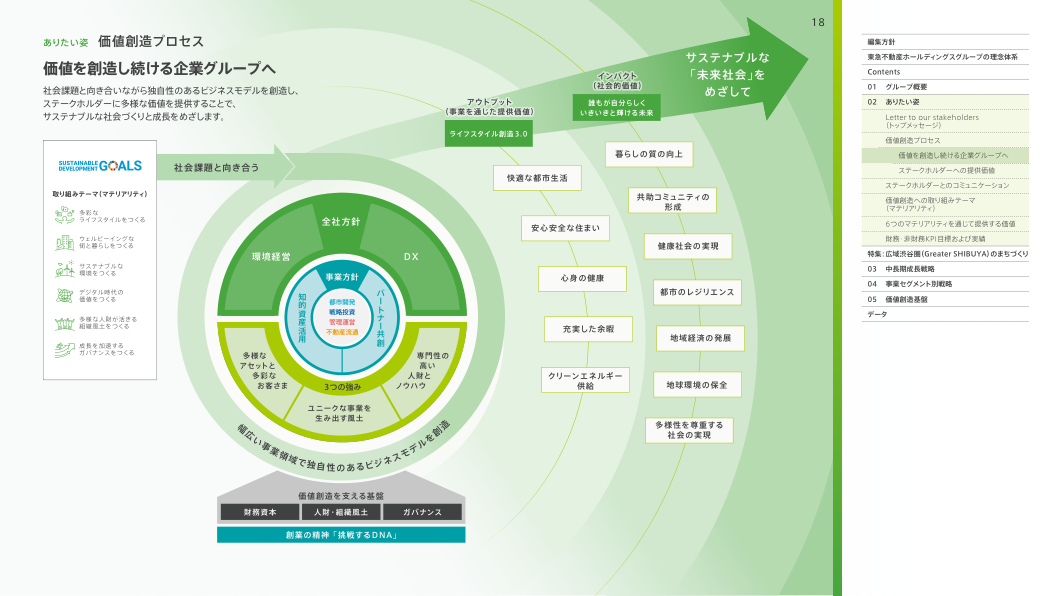 18
ありたい姿 価値創造プロセス
価値を創造し続ける企業グループへ
社会課題と向き合いながら独自性のあるビジネスモデルを創造し、
ステークホルダーに多様な価値を提供することで、
サステナブルな社会づくりと成長をめざします。
SUSTAINABLE
DEVELOPMENT
GOALS
取り組みテーマ(マテリアリティ)
多彩な
ライフスタイルをつくる
ウェルビーイングな
街と暮らしをつくる
サステナブルな
環境をつくる
デジタル時代の
価値をつくる
多様な人財が活きる
組織風土をつくる
成長を加速する
ガバナンスをつくる
社会課題と向き合う
全社方針
環境経営
DX
事業方針
知的資産活用
パートナー共創
都市開発
戦略投資
管理運営
不動産流通
多様な
アセットと
多彩な
お客さま
3つの強み
専門性の
高い
人財と
ノウハウ
ユニークな事業を
生み出す風土
幅広い事業領域で独自性のあるビジネスモデルを創造
価値創造を支える基盤
財務資本
人財・組織風土
ガバナンス
創業の精神「挑戦するDNA」
アウトプット
(事業を通じた提供価値)
ライフスタイル創造3.0
快適な都市生活
安心安全な住まい
心身の健康
充実した余暇
クリーンエネルギー
供給
インパクト
(社会的価値)
誰もが自分らしく
いきいきと輝ける未来
暮らしの質の向上
共助コミュニティの
形成
健康社会の実現
都市のレジリエンス
地域経済の発展
地球環境の保全
多様性を尊重する
社会の実現
サステナブルな
「未来社会」を
めざして
編集方針
東急不動産ホールディングスグループの理念体系
Contents
01 グループ概要
02 ありたい姿
Letter to our stakeholders
(トップメッセージ)
価値創造プロセス
価値を創造し続ける企業グループへ
ステークホルダーへの提供価値
ステークホルダーとのコミュニケーション
価値創造への取り組みテーマ
(マテリアリティ)
6つのマテリアリティを通じて提供する価値
財務・非財務KPI目標および実績
特集:広域渋谷圏(Greater SHIBUYA)のまちづくり
03 中長期成長戦略
04 事業セグメント別戦略
05 価値創造基盤
データ